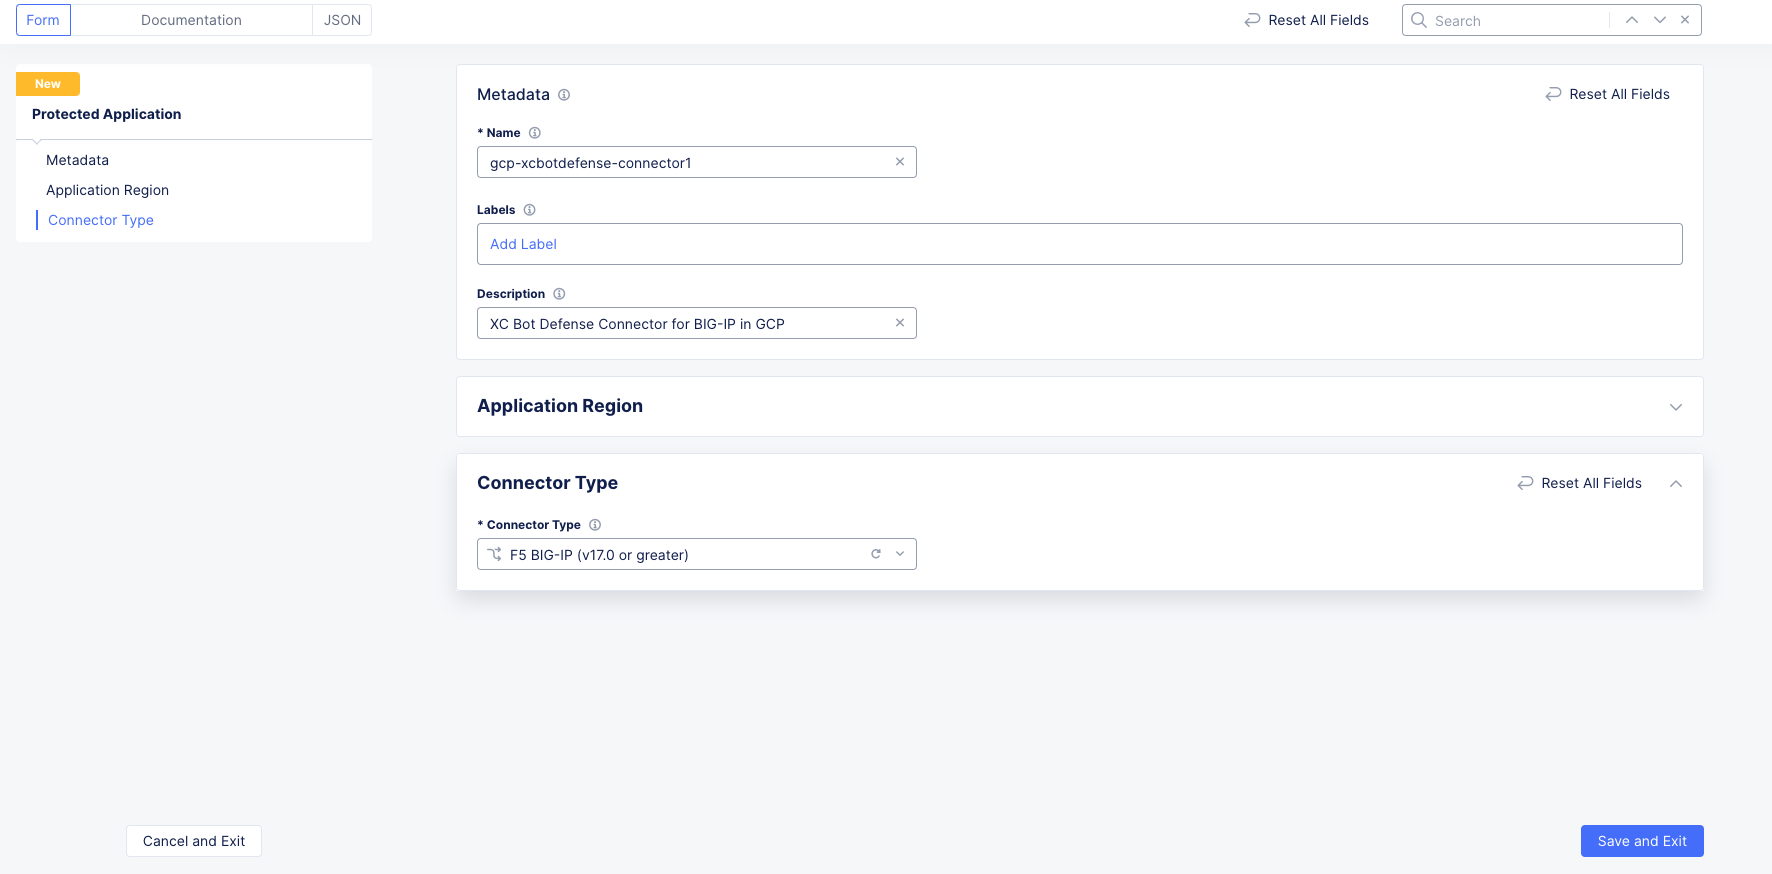 Form Documentation JSON Reset All Fields Search
New
Protected Application
Metadata
Application Region
Connector Type
Metadata Reset All Fields
* Name
gcp-xcbotdefense-connector1
Labels
Add Label
Description
XC Bot Defense Connector for BIG-IP in GCP
Application Region
Connector Type Reset All Fields
* Connector Type
F5 BIG-IP (v17.0 or greater)
Cancel and Exit Save and Exit